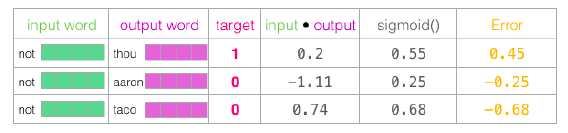 input word output word target input • output sigmoid() Error
not thou 1 0.2 0.55 0.45
not aaron 0 -1.11 0.25 -0.25
not taco 0 0.74 0.68 -0.68